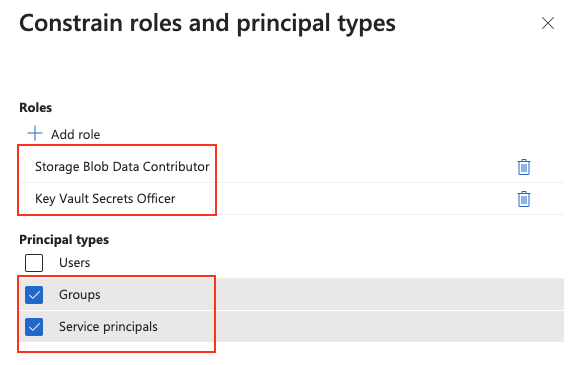 Constrain roles and principal types
Roles
Add role
Storage Blob Data Contributor
Key Vault Secrets Officer
Principal types
Users
Groups
Service principals